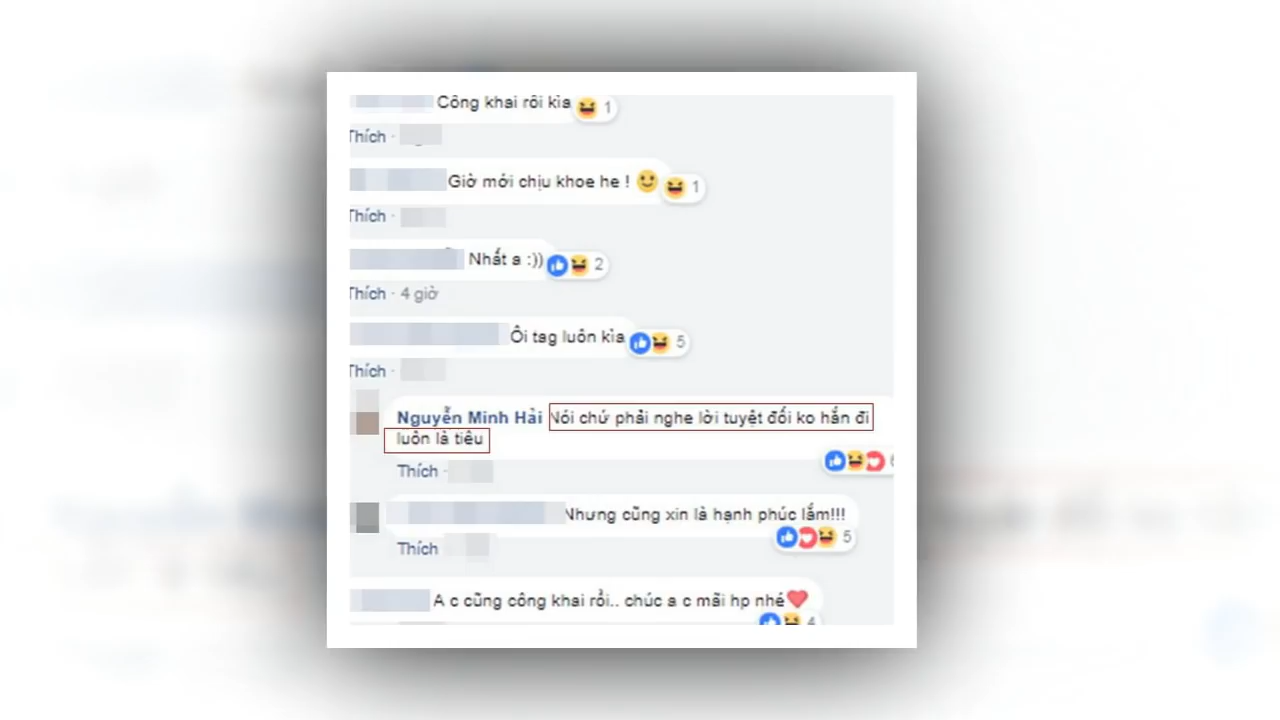 Công khai rồi kìa 1
Thích ·
Giờ mới chịu khoe he ! 1
Thích ·
Nhất a :)) 2
Thích · 4 giờ
Ôi tag luôn kìa 5
Thích ·
Nguyễn Minh Hải Nói chứ phải nghe lời tuyệt đối ko hắn đi
luôn là tiêu
Thích ·
Nhưng cũng xin là hạnh phúc lắm!!! 5
Thích
A c cũng công khai rồi.. chúc a c mãi hp nhé
4